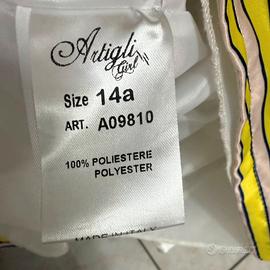 Artigli
Girl
Size 14a
ART. A09810
100% POLIESTERE
POLYESTER
MADE IN ITALY